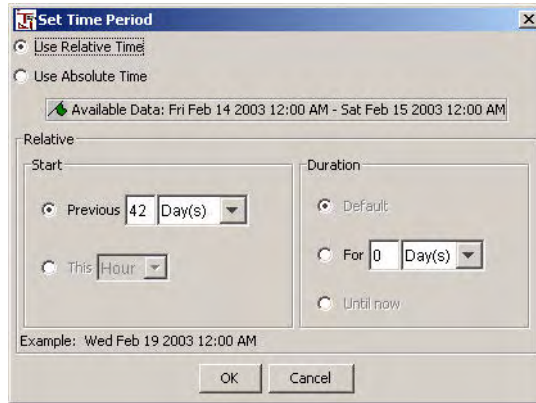 Set Time Period
Use Relative Time
Use Absolute Time
Available Data: Fri Feb 14 2003 12:00 AM - Sat Feb 15 2003 12:00 AM
Relative
Start
Previous 42 Day(s)
This Hour
Duration
Default
For 0 Day(s)
Until now
Example: Wed Feb 19 2003 12:00 AM
OK Cancel